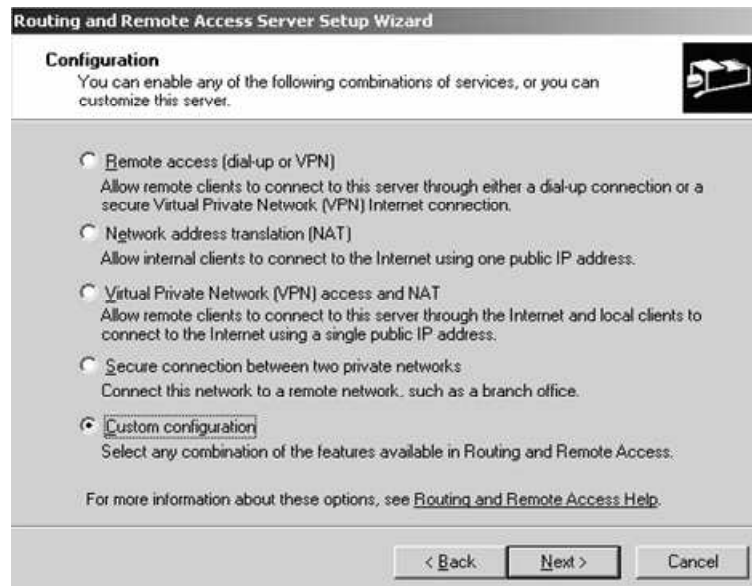 Routing and Remote Access Server Setup Wizard
Configuration
You can enable any of the following combinations of services, or you can
customize this server.
Remote access (dial-up or VPN)
Allow remote clients to connect to this server through either a dial-up connection or a
secure Virtual Private Network (VPN) Internet connection.
Network address translation (NAT)
Allow internal clients to connect to the Internet using one public IP address.
Virtual Private Network (VPN) access and NAT
Allow remote clients to connect to this server through the Internet and local clients to
connect to the Internet using a single public IP address.
Secure connection between two private networks
Connect this network to a remote network, such as a branch office.
Custom configuration
Select any combination of the features available in Routing and Remote Access.
For more information about these options, see Routing and Remote Access Help.
< Back Next > Cancel